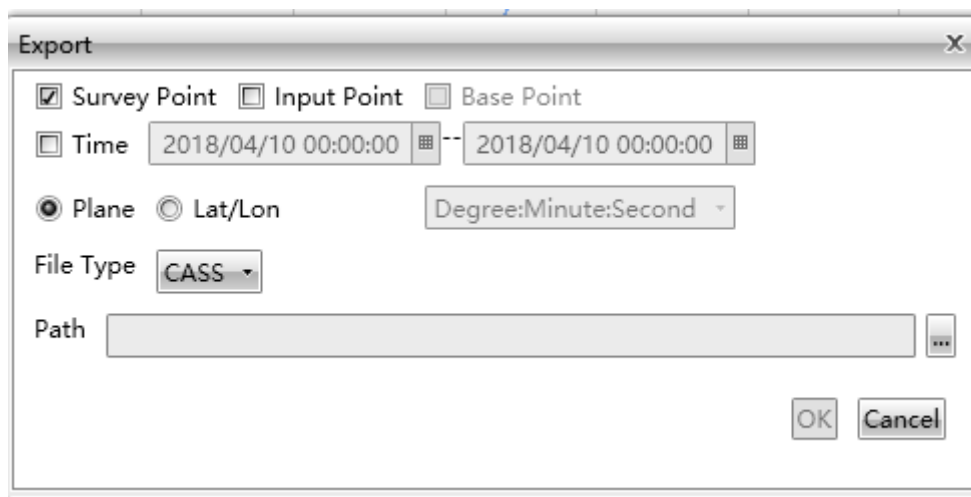 Export
Survey Point Input Point Base Point
Time 2018/04/10 00:00:00 -- 2018/04/10 00:00:00
Plane Lat/Lon Degree:Minute:Second
File Type CASS
Path ...
OK Cancel